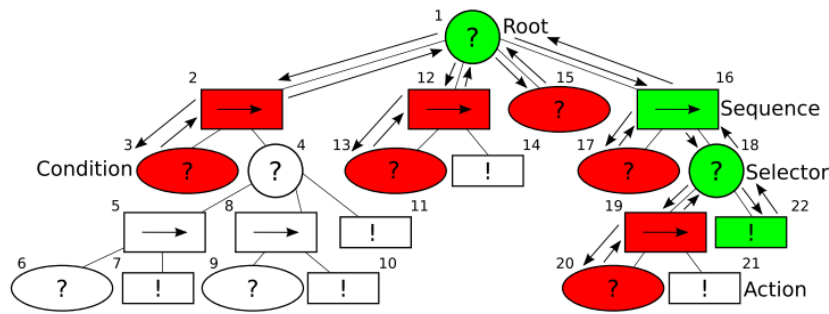 1 Root
?
2 12 15 16
? Sequence
3 4 13 14 17 18
Condition ? ? ? ! ? ? Selector
5 8 11 19 22
! !
6 7 9 10 20 21
? ! ? ! ? ! Action